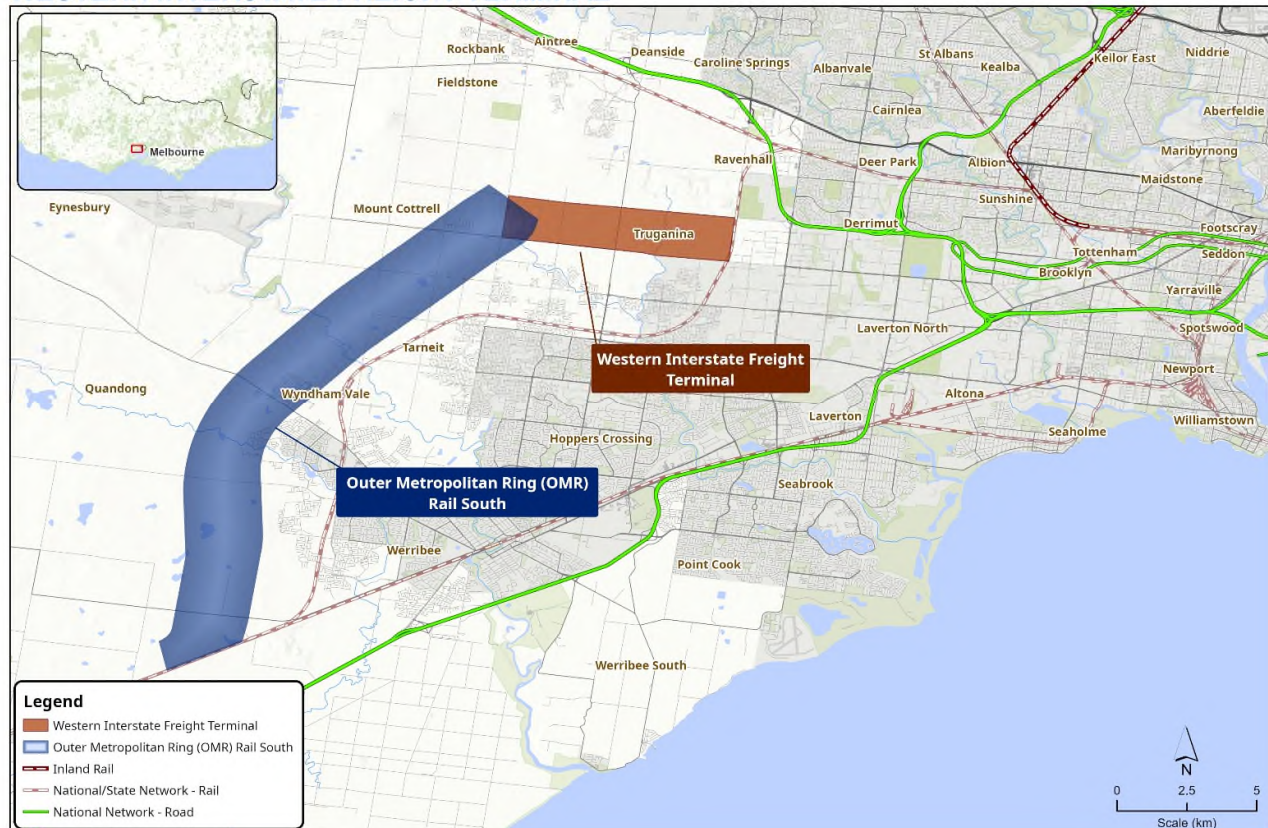 Melbourne
Rockbank
Aintree
Deanside
Caroline Springs
St Albans
Kealba
Keilor East
Niddrie
Fieldstone
Albanvale
Cairnlea
Aberfeldie
Ravenhall
Deer Park
Albion
Maribyrnong
Maidstone
Sunshine
Eynesbury
Mount Cottrell
Truganina
Derrimut
Footscray
Tottenham
Seddon
Brooklyn
Yarraville
Laverton North
Spotswood
Tarneit
Western Interstate Freight
Terminal
Newport
Quandong
Wyndham Vale
Altona
Laverton
Williamstown
Seaholme
Hoppers Crossing
Outer Metropolitan Ring (OMR)
Rail South
Seabrook
Werribee
Point Cook
Werribee South
Legend
Western Interstate Freight Terminal
Outer Metropolitan Ring (OMR) Rail South
Inland Rail
National/State Network - Rail
National Network - Road
N
0 2.5 5
Scale (km)